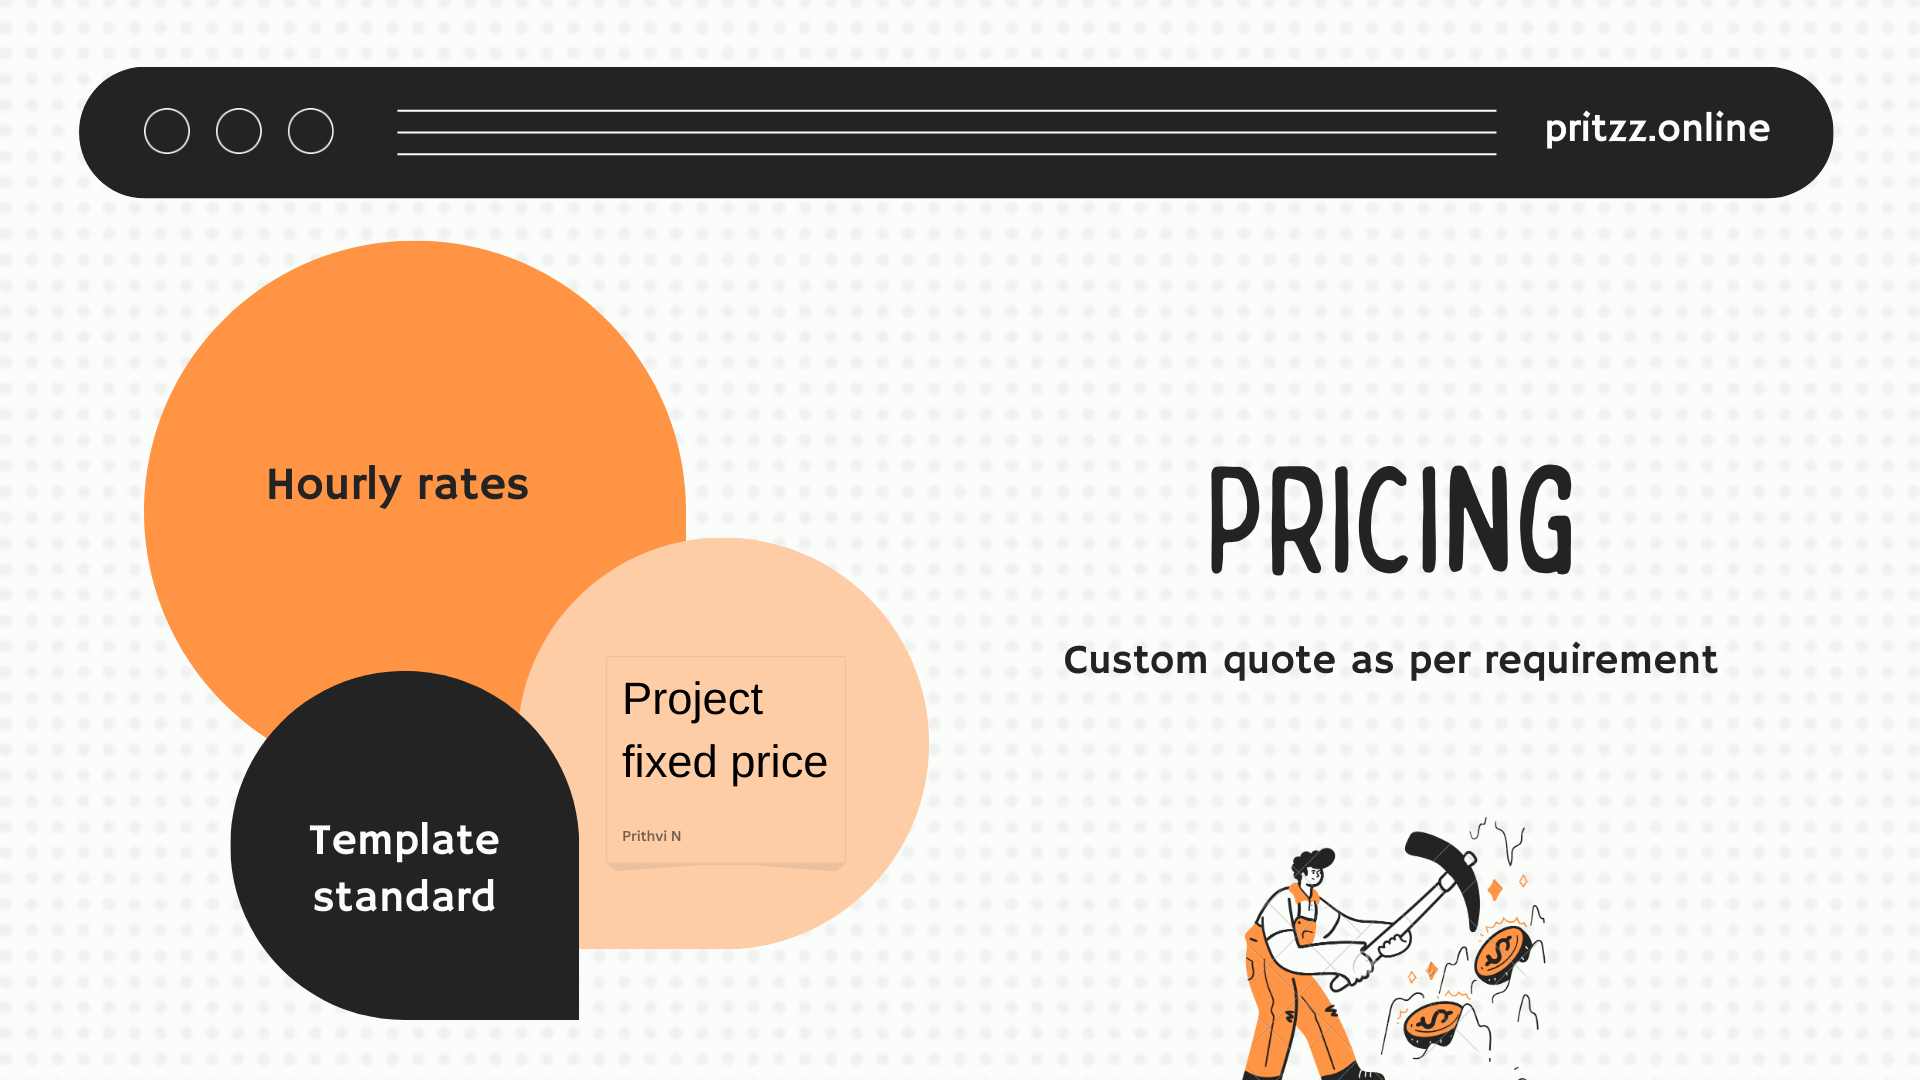 pritzz.online
Hourly rates
PRICING
Custom quote as per requirement
Project
fixed price
Prithvi N
Template
standard